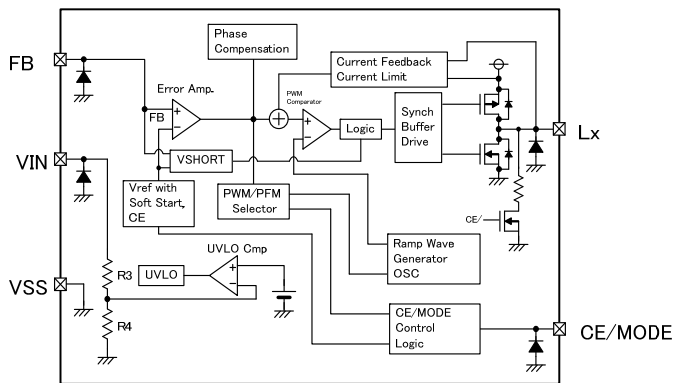 Phase
Compensation
Current Feedback
Current Limit
FB
Error Amp.
PWM
Comparator
FB
+
-
+
+
-
Logic
Synch
Buffer
Drive
Lx
VSHORT
VIN
Vref with
Soft Start,
CE
PWM/PFM
Selector
CE/
UVLO Cmp
Ramp Wave
Generator
OSC
R3
UVLO
+
-
VSS
R4
CE/MODE
Control
Logic
CE/MODE